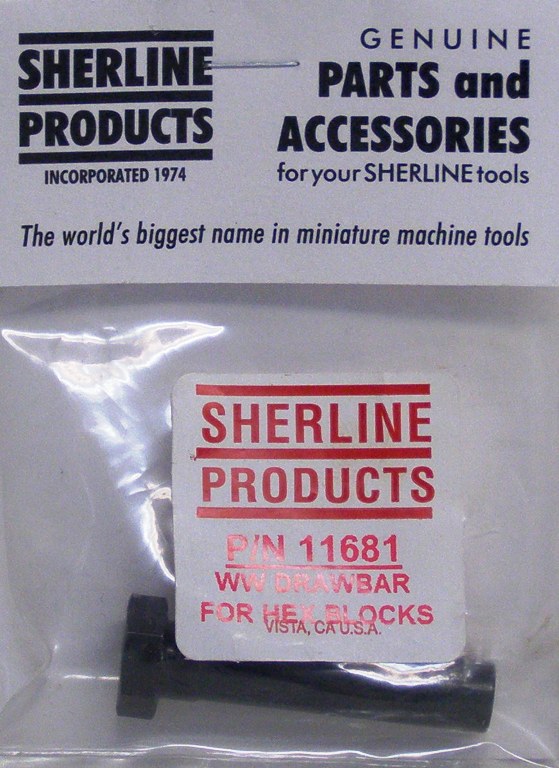 SHERLINE
PRODUCTS
INCORPORATED 1974
GENUINE
PARTS and
ACCESSORIES
for your SHERLINE tools
The world's biggest name in miniature machine tools
SHERLINE
PRODUCTS
P/N 11681
WW DRAWBAR
FOR HEX BLOCKS
VISTA, CA U.S.A.